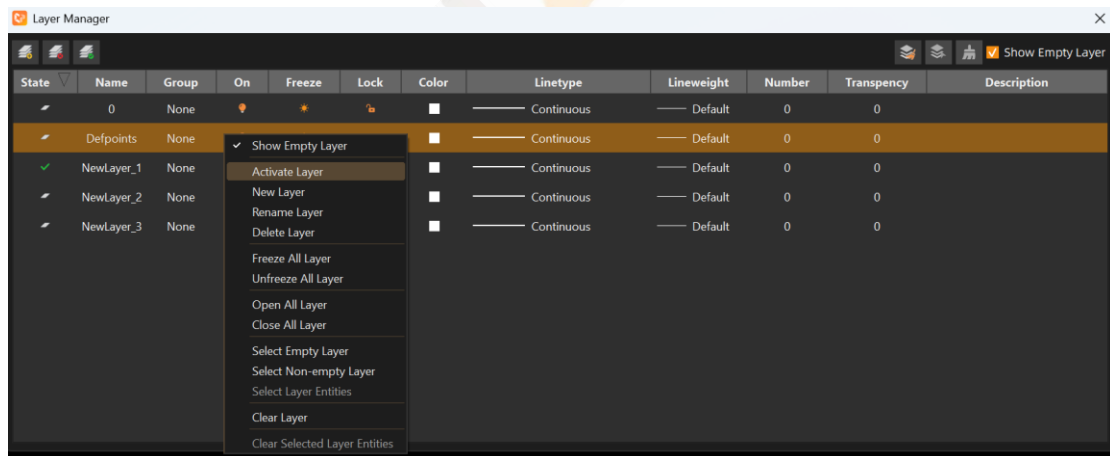 Layer Manager
Show Empty Layer
State Name Group On Freeze Lock Color Linetype Lineweight Number Transpency Description
0 None Continuous Default 0 0
Defpoints None Continuous Default 0 0
NewLayer_1 None Continuous Default 0 0
NewLayer_2 None Continuous Default 0 0
NewLayer_3 None Continuous Default 0 0
Show Empty Layer
Activate Layer
New Layer
Rename Layer
Delete Layer
Freeze All Layer
Unfreeze All Layer
Open All Layer
Close All Layer
Select Empty Layer
Select Non-empty Layer
Select Layer Entities
Clear Layer
Clear Selected Layer Entities